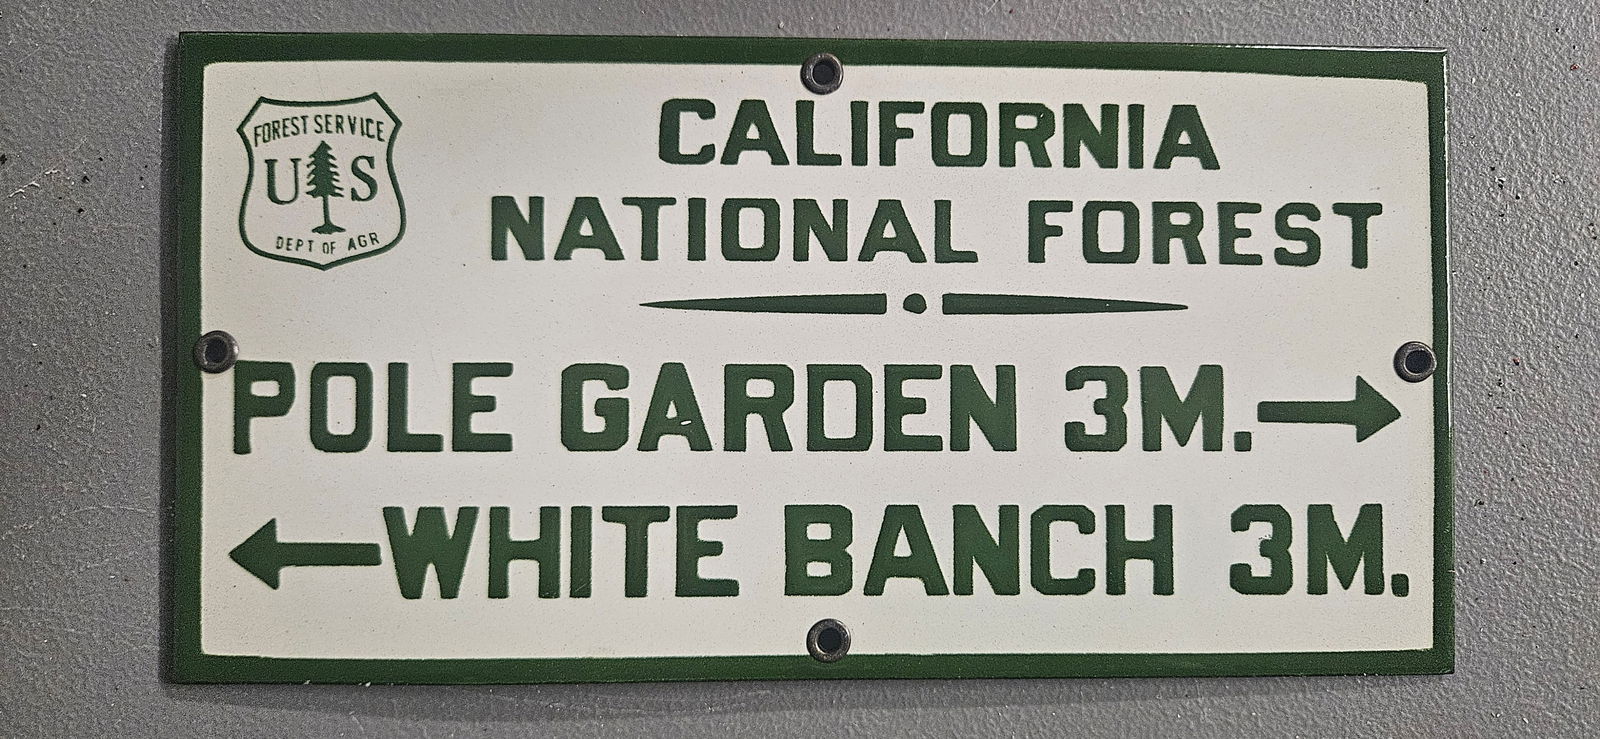 FOREST SERVICE
U S
DEPT OF AGR
CALIFORNIA
NATIONAL FOREST
POLE GARDEN 3M.
WHITE BANCH 3M.